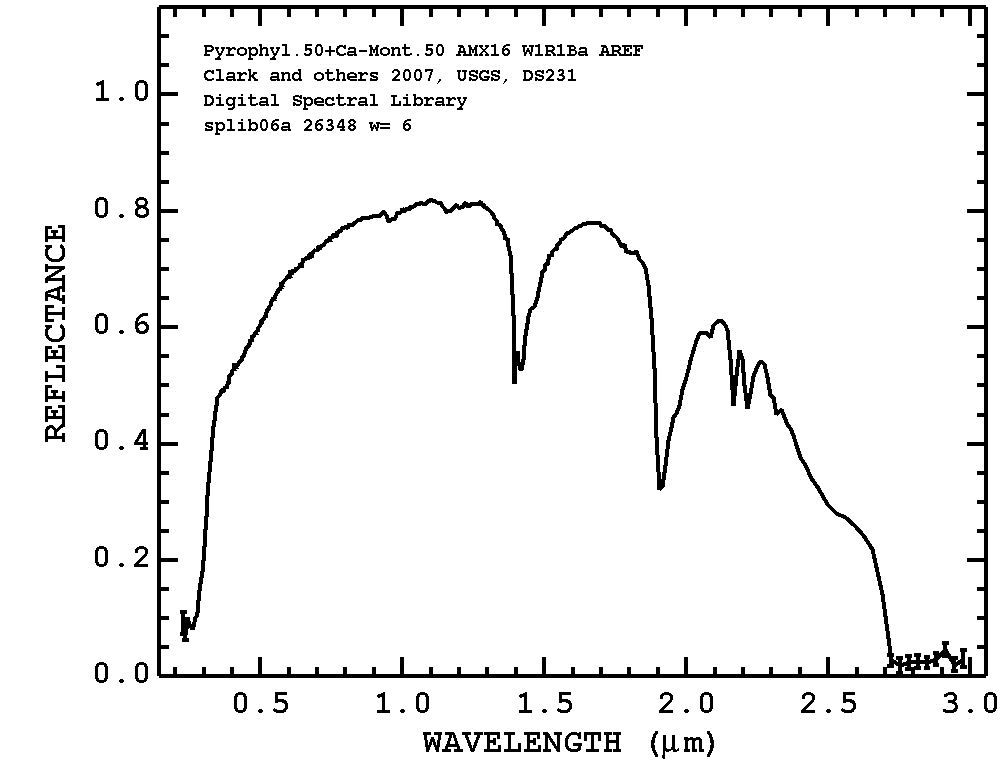 Pyrophyl.50+Ca-Mont.50 AMX16 W1R1Ba AREF
Clark and others 2007, USGS, DS231
Digital Spectral Library
splib06a 26348 w= 6
1.0
0.8
0.6
0.4
0.2
0.0
REFLECTANCE
0.5 1.0 1.5 2.0 2.5 3.0
WAVELENGTH (μm)